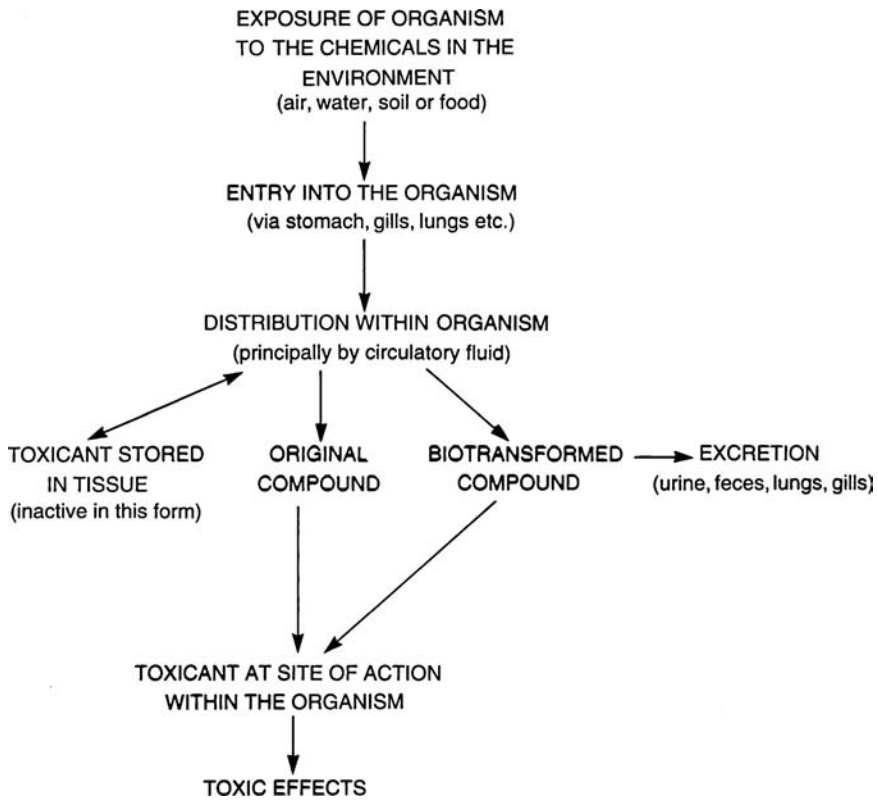 EXPOSURE OF ORGANISM
TO THE CHEMICALS IN THE
ENVIRONMENT
(air, water, soil or food)
ENTRY INTO THE ORGANISM
(via stomach, gills, lungs etc.)
DISTRIBUTION WITHIN ORGANISM
(principally by circulatory fluid)
TOXICANT STORED
IN TISSUE
(inactive in this form)
ORIGINAL
COMPOUND
BIOTRANSFORMED
COMPOUND
EXCRETION
(urine, feces, lungs, gills)
TOXICANT AT SITE OF ACTION
WITHIN THE ORGANISM
TOXIC EFFECTS